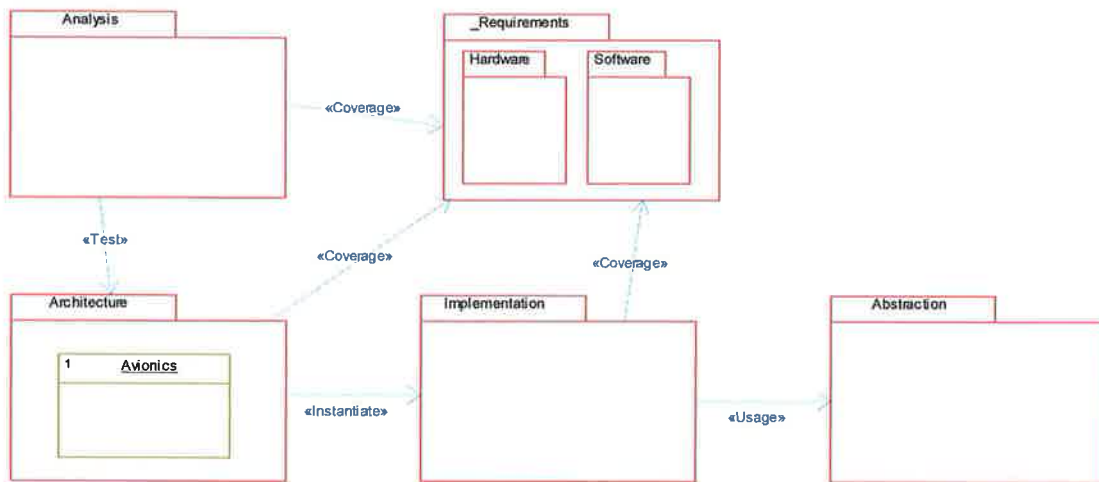 Analysis
_Requirements
Hardware
Software
«Coverage»
«Test»
«Coverage»
«Coverage»
Architecture
Implementation
Abstraction
1 Avionics
«Instantiate»
«Usage»